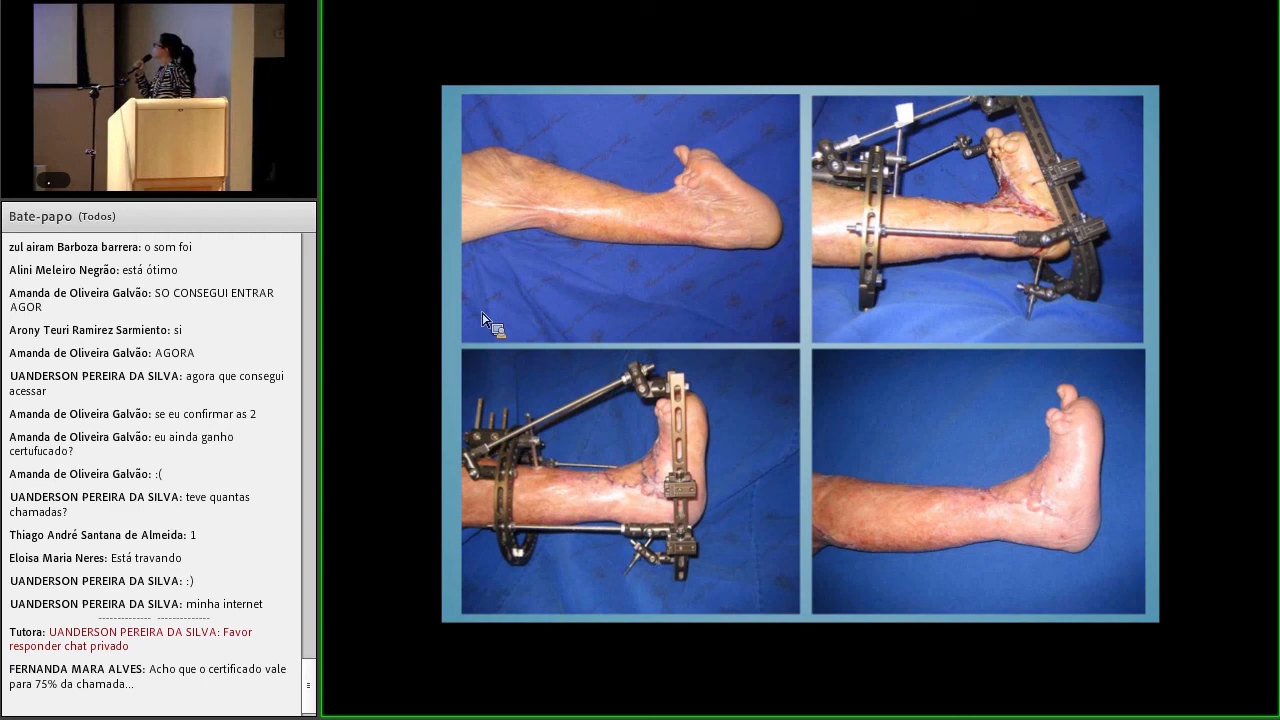 Bate-papo (Todos)
zul airam Barboza barrera: o som foi
Alini Meleiro Negrão: está ótimo
Amanda de Oliveira Galvão: SO CONSEGUI ENTRAR
AGOR
Arony Teuri Ramirez Sarmiento: si
Amanda de Oliveira Galvão: AGORA
UANDERSON PEREIRA DA SILVA: agora que consegui
acessar
Amanda de Oliveira Galvão: se eu confirmar as 2
Amanda de Oliveira Galvão: eu ainda ganho
certufucado?
Amanda de Oliveira Galvão: :(
UANDERSON PEREIRA DA SILVA: teve quantas
chamadas?
Thiago André Santana de Almeida: 1
Eloisa Maria Neres: Está travando
UANDERSON PEREIRA DA SILVA: :)
UANDERSON PEREIRA DA SILVA: minha internet
-------------- --------------
Tutora: UANDERSON PEREIRA DA SILVA: Favor
responder chat privado
FERNANDA MARA ALVES: Acho que o certificado vale
para 75% da chamada...